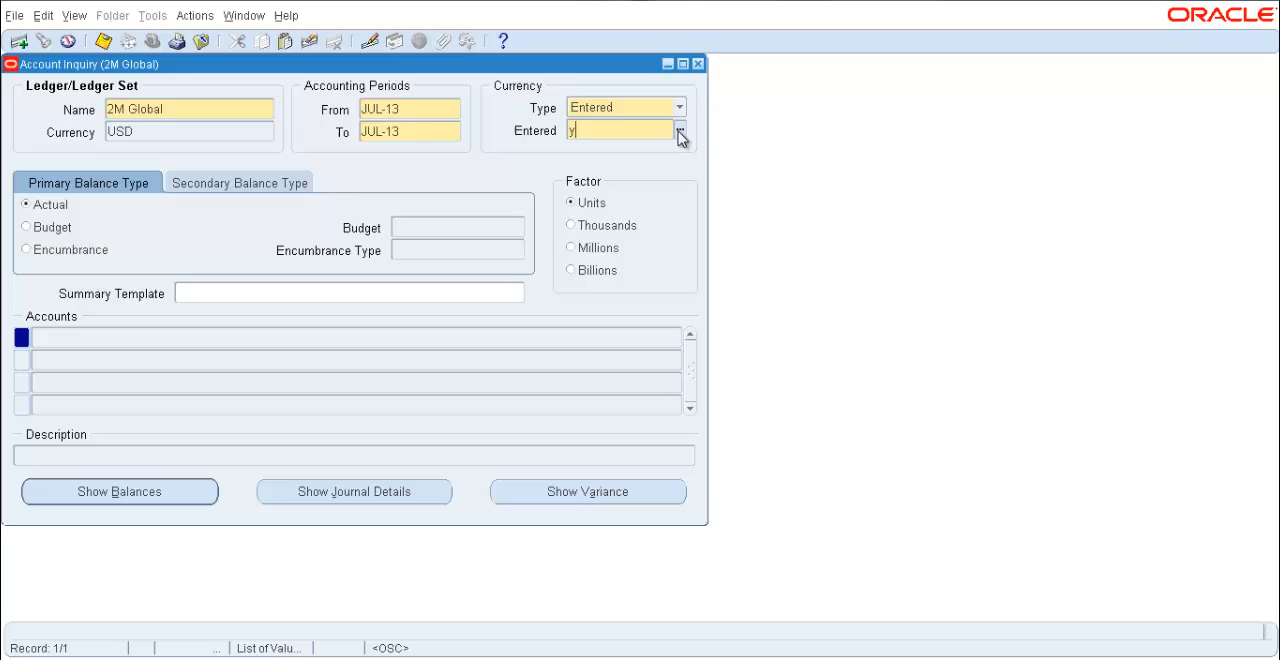 File Edit View Folder Tools Actions Window Help
ORACLE
Account Inquiry (2M Global)
Ledger/Ledger Set
Name 2M Global
Currency USD
Accounting Periods
From JUL-13
To JUL-13
Currency
Type Entered
Entered y
Primary Balance Type Secondary Balance Type
Actual
Budget
Encumbrance
Budget
Encumbrance Type
Factor
Units
Thousands
Millions
Billions
Summary Template
Accounts
Description
Show Balances Show Journal Details Show Variance
Record: 1/1 ... List of Valu... <OSC>